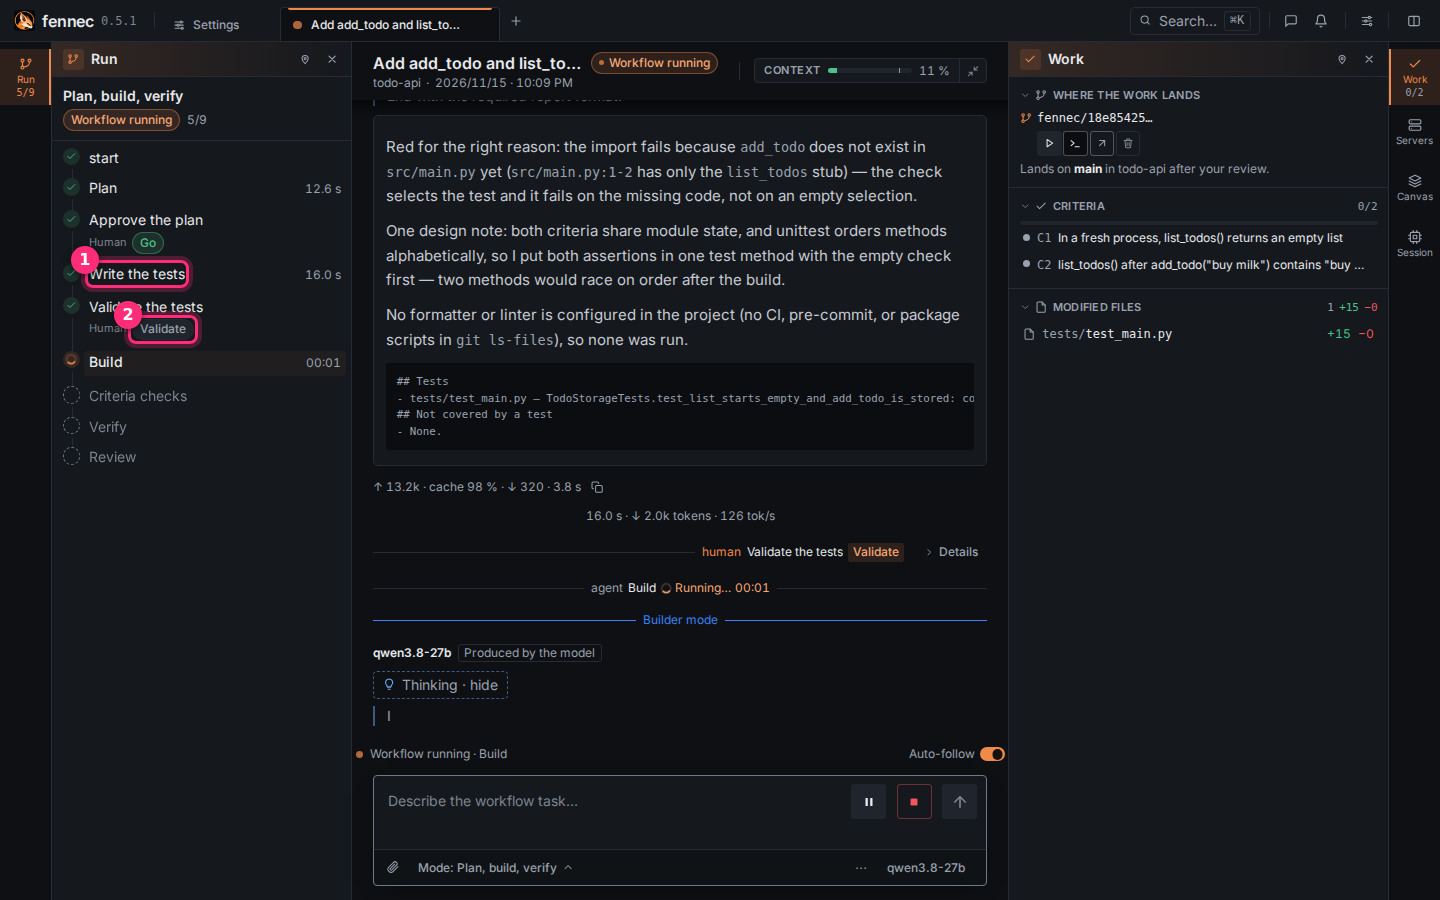 fennec 0.5.1
Settings
Add add_todo and list_to...
Search... ⌘K
Run
5/9
Run
Plan, build, verify
Workflow running 5/9
start
Plan 12.6 s
Approve the plan
Human Go
1
Write the tests 16.0 s
2
Validate the tests
Human Validate
Build 00:01
Criteria checks
Verify
Review
Add add_todo and list_to... Workflow running
todo-api · 2026/11/15 · 10:09 PM
CONTEXT 11 %
End with the required report format.
Red for the right reason: the import fails because add_todo does not exist in
src/main.py yet (src/main.py:1-2 has only the list_todos stub) — the check
selects the test and it fails on the missing code, not on an empty selection.
One design note: both criteria share module state, and unittest orders methods
alphabetically, so I put both assertions in one test method with the empty check
first — two methods would race on order after the build.
No formatter or linter is configured in the project (no CI, pre-commit, or package
scripts in git ls-files), so none was run.
## Tests
- tests/test_main.py — TodoStorageTests.test_list_starts_empty_and_add_todo_is_stored: co
## Not covered by a test
- None.
↑ 13.2k · cache 98 % · ↓ 320 · 3.8 s
16.0 s · ↓ 2.0k tokens · 126 tok/s
human Validate the tests Validate Details
agent Build Running... 00:01
Builder mode
qwen3.8-27b Produced by the model
Thinking · hide
I
Workflow running · Build Auto-follow
Describe the workflow task...
Mode: Plan, build, verify ··· qwen3.8-27b
Work
WHERE THE WORK LANDS
fennec/18e85425…
Lands on main in todo-api after your review.
CRITERIA 0/2
C1 In a fresh process, list_todos() returns an empty list
C2 list_todos() after add_todo("buy milk") contains "buy ...
MODIFIED FILES 1 +15 −0
tests/test_main.py +15 −0
Work
0/2
Servers
Canvas
Session